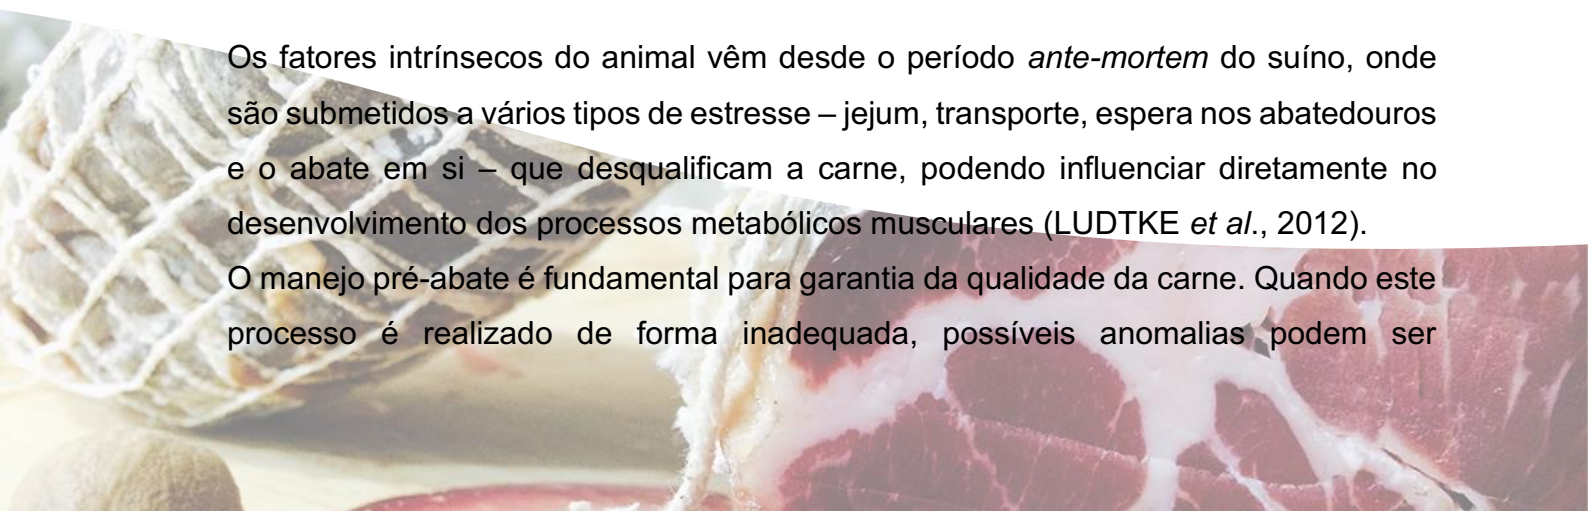 Os fatores intrínsecos do animal vêm desde o período ante-mortem do suíno, onde
são submetidos a vários tipos de estresse – jejum, transporte, espera nos abatedouros
e o abate em si – que desqualificam a carne, podendo influenciar diretamente no
desenvolvimento dos processos metabólicos musculares (LUDTKE et al., 2012).
O manejo pré-abate é fundamental para garantia da qualidade da carne. Quando este
processo é realizado de forma inadequada, possíveis anomalias podem ser